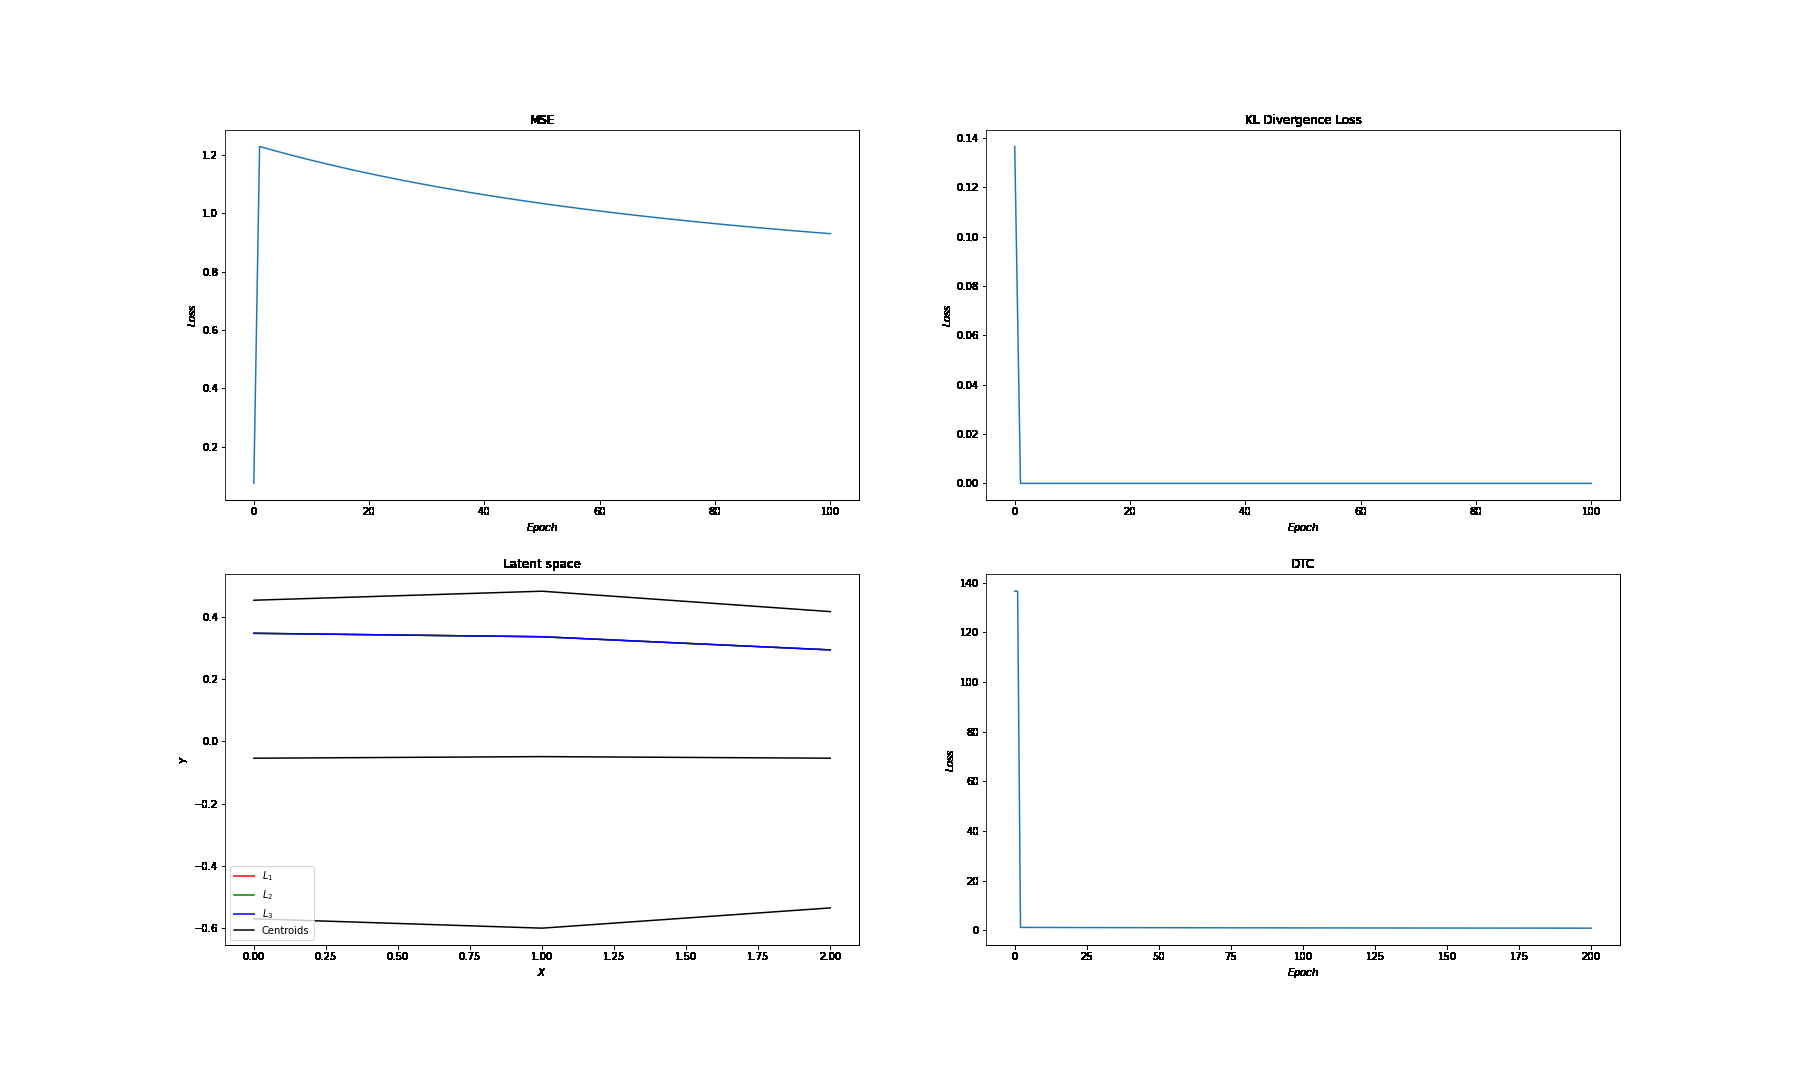 MSE
1.2
1.0
0.8
0.6
0.4
0.2
Loss
0 20 40 60 80 100
Epoch
KL Divergence Loss
0.14
0.12
0.10
0.08
0.06
0.04
0.02
0.00
Loss
0 20 40 60 80 100
Epoch
Latent space
0.4
0.2
0.0
−0.2
−0.4
−0.6
Y
L1
L2
L3
Centroids
0.00 0.25 0.50 0.75 1.00 1.25 1.50 1.75 2.00
X
DTC
140
120
100
80
60
40
20
0
Loss
0 25 50 75 100 125 150 175 200
Epoch